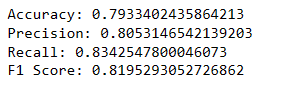 Accuracy: 0.7933402435864213
Precision: 0.8053146542139203
Recall: 0.8342547800046073
F1 Score: 0.8195293052726862